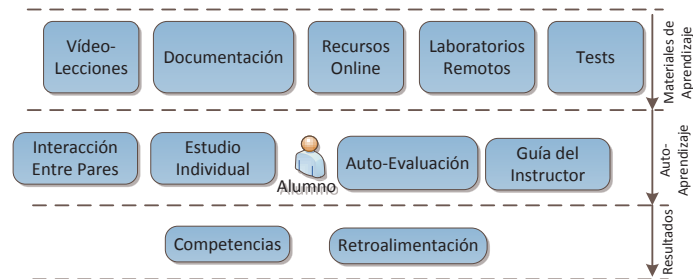 Vídeo-
Lecciones
Documentación
Recursos
Online
Laboratorios
Remotos
Tests
Materiales de
Aprendizaje
Interacción
Entre Pares
Estudio
Individual
Alumno
Auto-Evaluación
Guía del
Instructor
Auto-
Aprendizaje
Competencias
Retroalimentación
Resultados